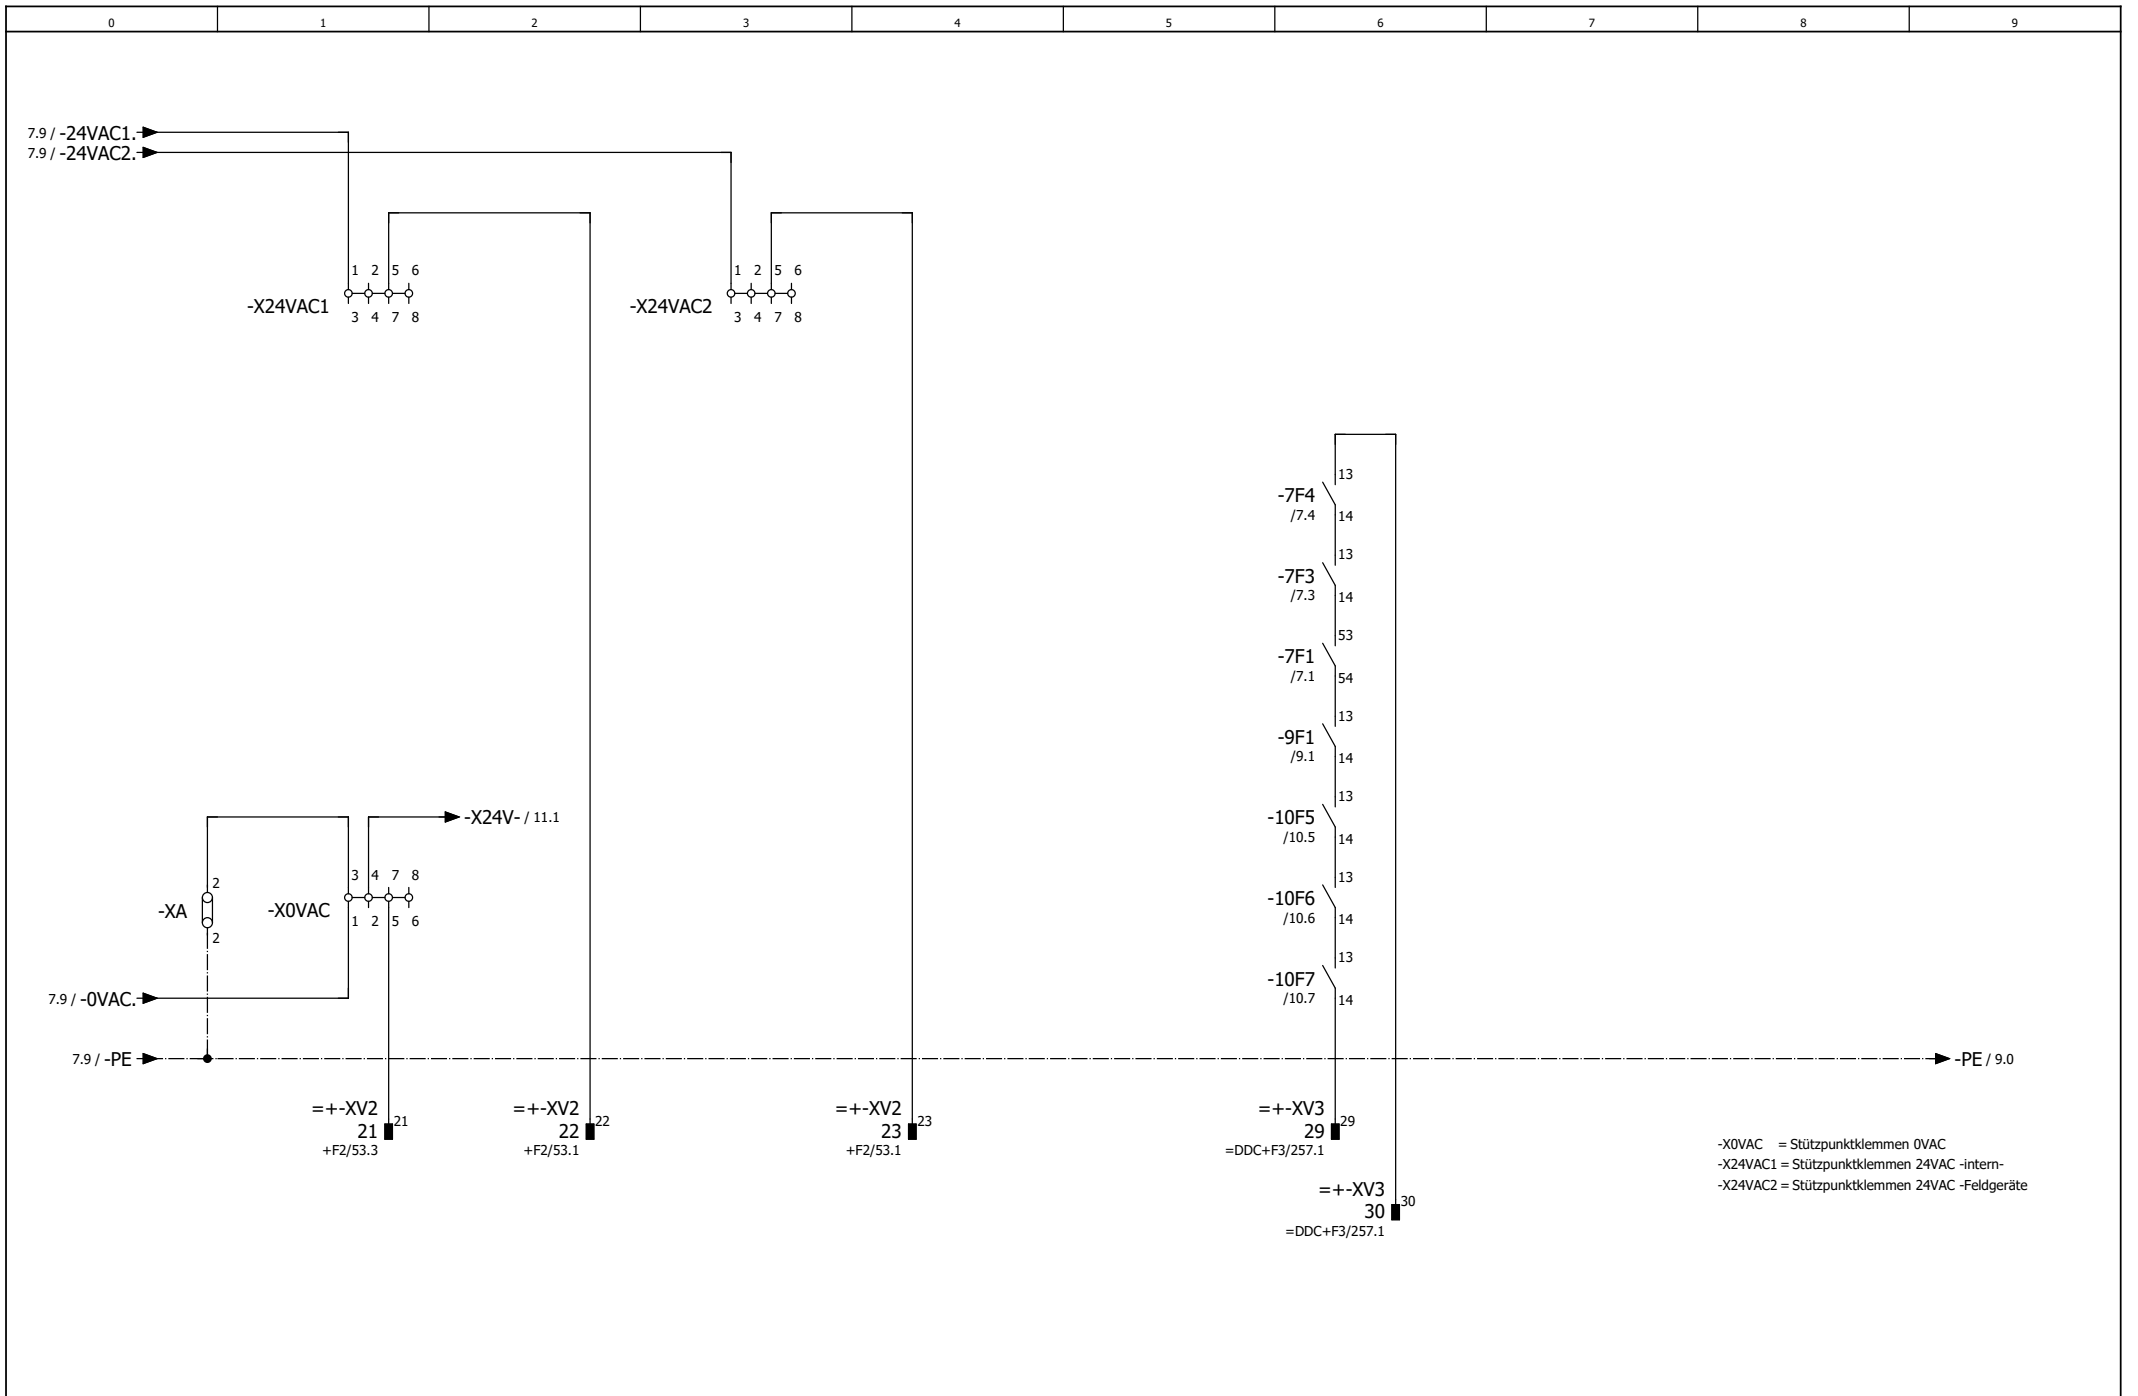 0 1 2 3 4 5 6 7 8 9
7.9 / -24VAC1.
7.9 / -24VAC2.
1 2 5 6
-X24VAC1
3 4 7 8
1 2 5 6
-X24VAC2
3 4 7 8
13
-7F4
/7.4
14
13
-7F3
/7.3
14
53
-7F1
/7.1
54
13
-9F1
/9.1
14
13
-10F5
/10.5
14
13
-10F6
/10.6
14
13
-10F7
/10.7
14
-X24V- / 11.1
2
-XA
2
3 4 7 8
-X0VAC
1 2 5 6
7.9 / -0VAC.
7.9 / -PE
-PE / 9.0
=+-XV2
21
21
+F2/53.3
=+-XV2
22
22
+F2/53.1
=+-XV2
23
23
+F2/53.1
=+-XV3
29
29
=DDC+F3/257.1
=+-XV3
30
30
=DDC+F3/257.1
-X0VAC = Stützpunktklemmen 0VAC
-X24VAC1 = Stützpunktklemmen 24VAC -intern-
-X24VAC2 = Stützpunktklemmen 24VAC -Feldgeräte